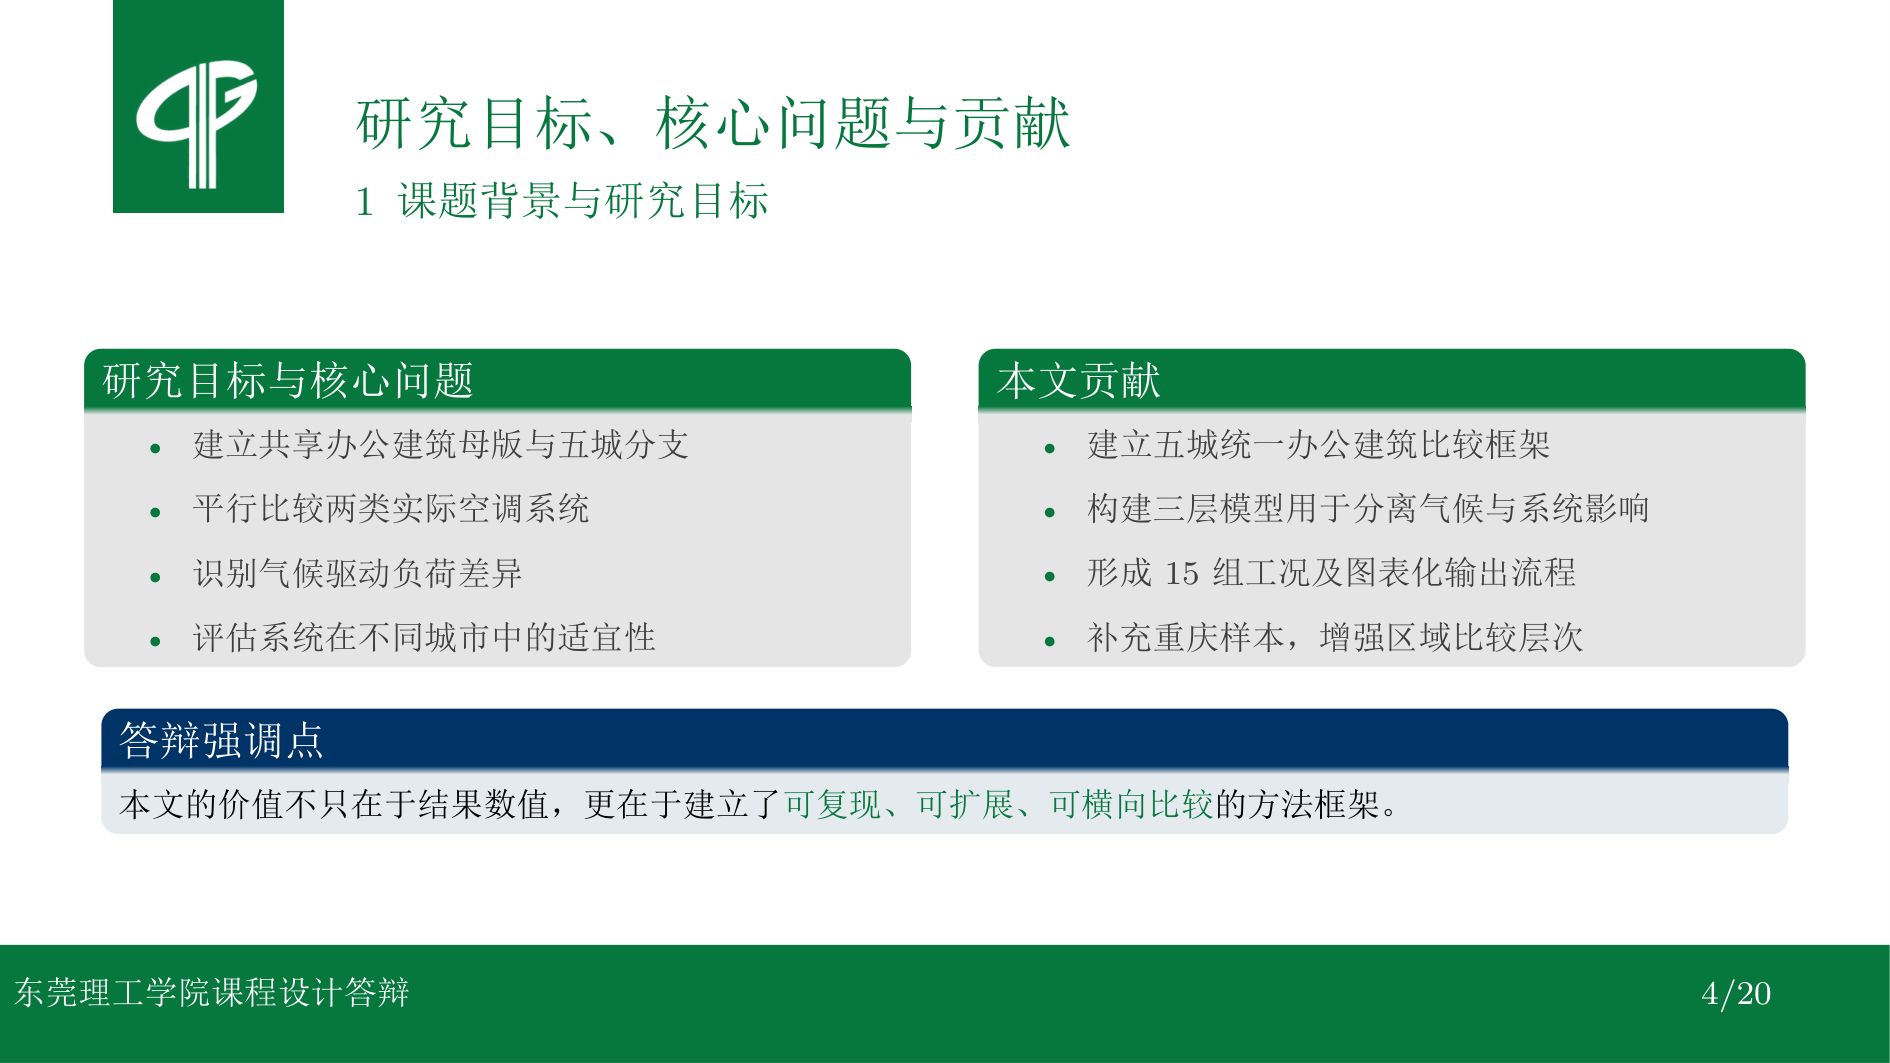 研究目标、核心问题与贡献
1 课题背景与研究目标
研究目标与核心问题
建立共享办公建筑母版与五城分支
平行比较两类实际空调系统
识别气候驱动负荷差异
评估系统在不同城市中的适宜性
本文贡献
建立五城统一办公建筑比较框架
构建三层模型用于分离气候与系统影响
形成 15 组工况及图表化输出流程
补充重庆样本，增强区域比较层次
答辩强调点
本文的价值不只在于结果数值，更在于建立了可复现、可扩展、可横向比较的方法框架。
东莞理工学院课程设计答辩
4/20